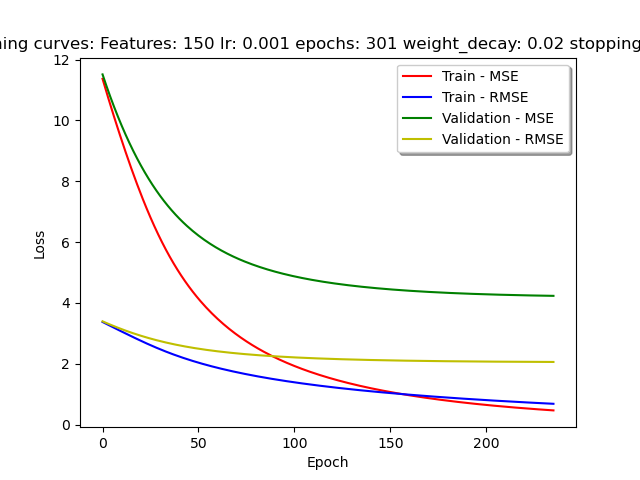 curves: Features: 150 lr: 0.001 epochs: 301 weight_decay: 0.02 stopping
12
10
8
6
4
2
0
Loss
Train - MSE
Train - RMSE
Validation - MSE
Validation - RMSE
0 50 100 150 200
Epoch